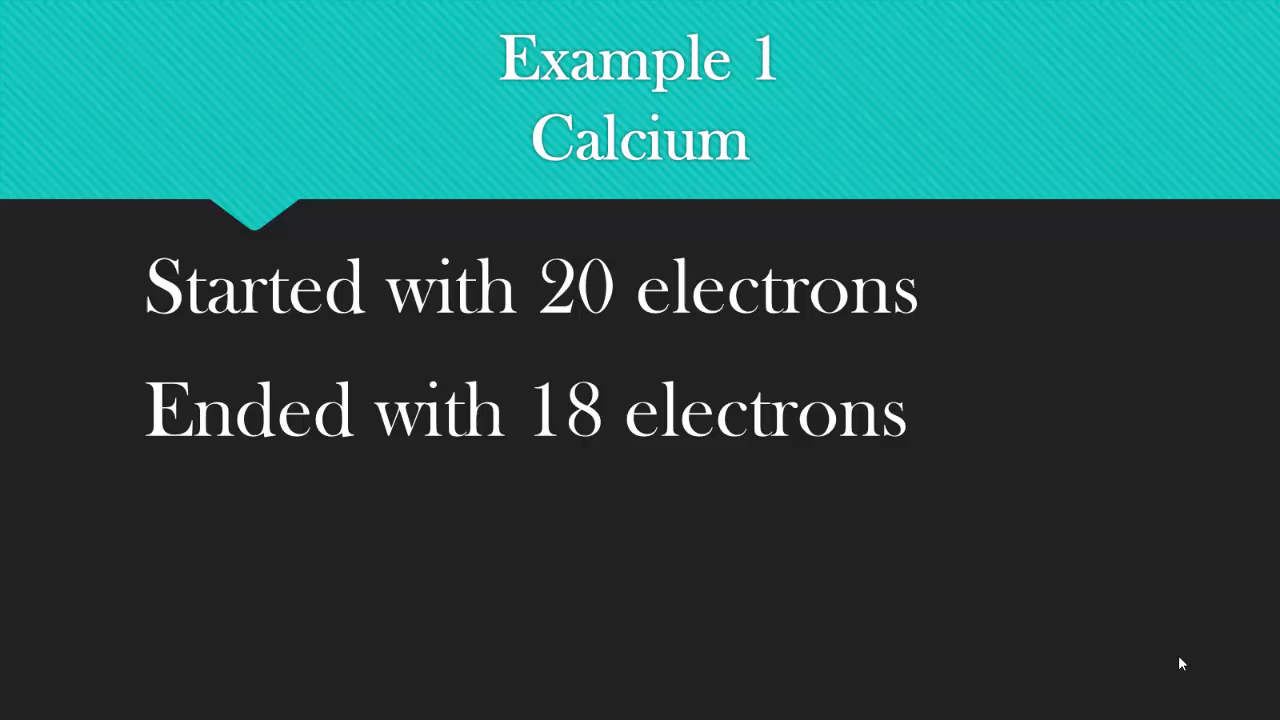 Example 1
Calcium
Started with 20 electrons
Ended with 18 electrons